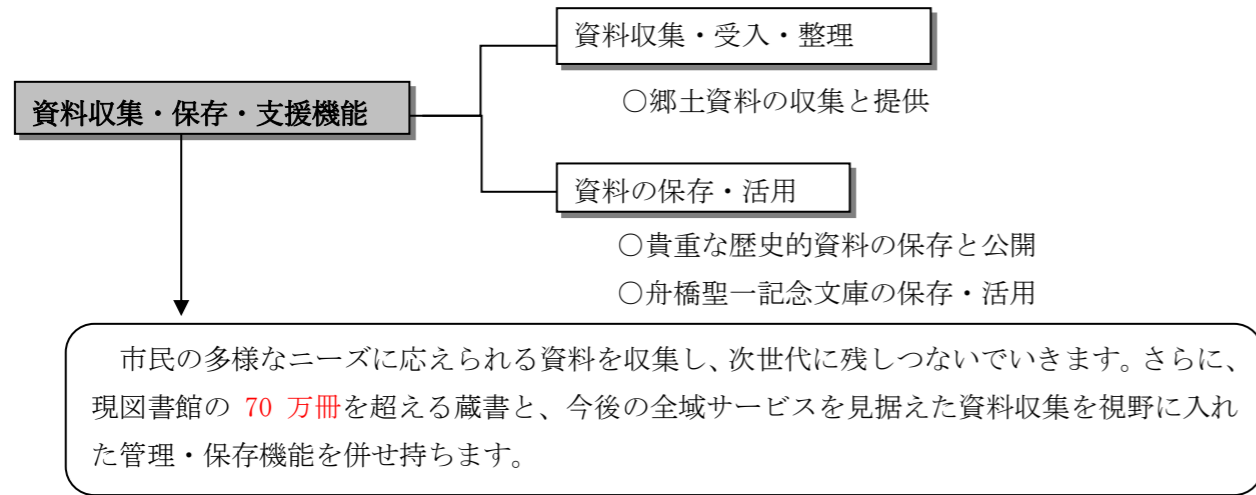 資料収集・受入・整理
○郷土資料の収集と提供
資料収集・保存・支援機能
資料の保存・活用
○貴重な歴史的資料の保存と公開
○舟橋聖一記念文庫の保存・活用
市民の多様なニーズに応えられる資料を収集し、次世代に残しつないでいきます。さらに、
現図書館の 70 万冊を超える蔵書と、今後の全域サービスを見据えた資料収集を視野に入れ
た管理・保存機能を併せ持ちます。